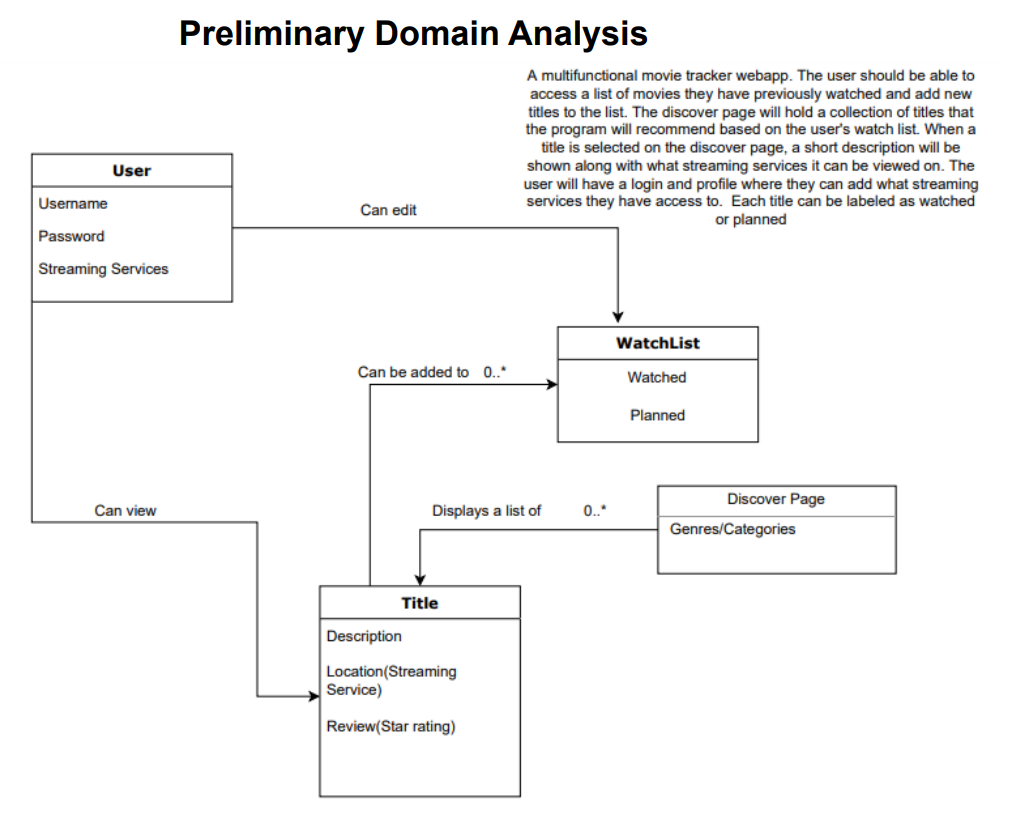 Preliminary Domain Analysis
A multifunctional movie tracker webapp. The user should be able to
access a list of movies they have previously watched and add new
titles to the list. The discover page will hold a collection of titles that
the program will recommend based on the user's watch list. When a
title is selected on the discover page, a short description will be
shown along with what streaming services it can be viewed on. The
user will have a login and profile where they can add what streaming
services they have access to.  Each title can be labeled as watched
or planned
User
Username
Password
Streaming Services
Can edit
WatchList
Watched
Planned
Can be added to 0..*
Can view
Displays a list of 0..*
Discover Page
Genres/Categories
Title
Description
Location(Streaming
Service)
Review(Star rating)